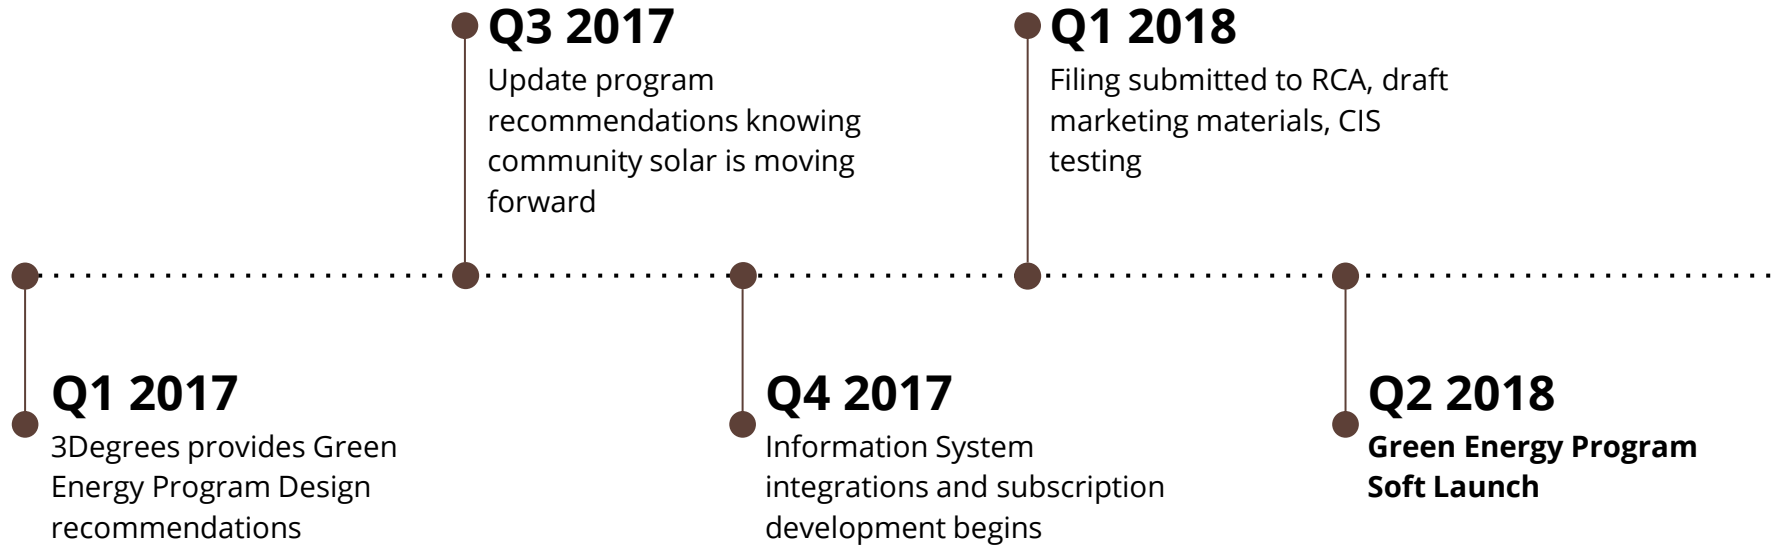 Q3 2017
Update program
recommendations knowing
community solar is moving
forward
Q1 2018
Filing submitted to RCA, draft
marketing materials, CIS
testing
Q1 2017
3Degrees provides Green
Energy Program Design
recommendations
Q4 2017
Information System
integrations and subscription
development begins
Q2 2018
Green Energy Program
Soft Launch